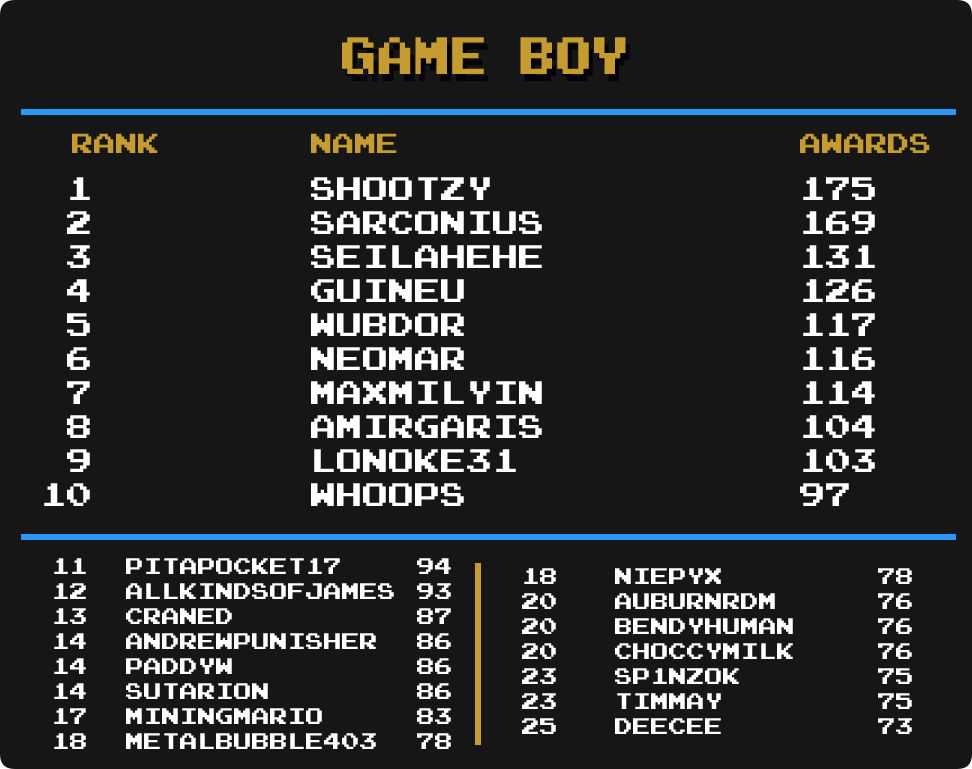 GAME BOY
RANK NAME AWARDS
1 SHOOTZY 175
2 SARCONIUS 169
3 SEILAHEHE 131
4 GUINEU 126
5 WUBDOR 117
6 NEOMAR 116
7 MAXMILYIN 114
8 AMIRGARIS 104
9 LONOKE31 103
10 WHOOPS 97
11 PITAPOCKET17 94
12 ALLKINDSOFJAMES 93
13 CRANED 87
14 ANDREWPUNISHER 86
14 PADDYW 86
14 SUTARION 86
17 MININGMARIO 83
18 METALBUBBLE403 78
18 NIEPYX 78
20 AUBURNRDM 76
20 BENDYHUMAN 76
20 CHOCCYMILK 76
23 SP1NZOK 75
23 TIMMAY 75
25 DEECEE 73